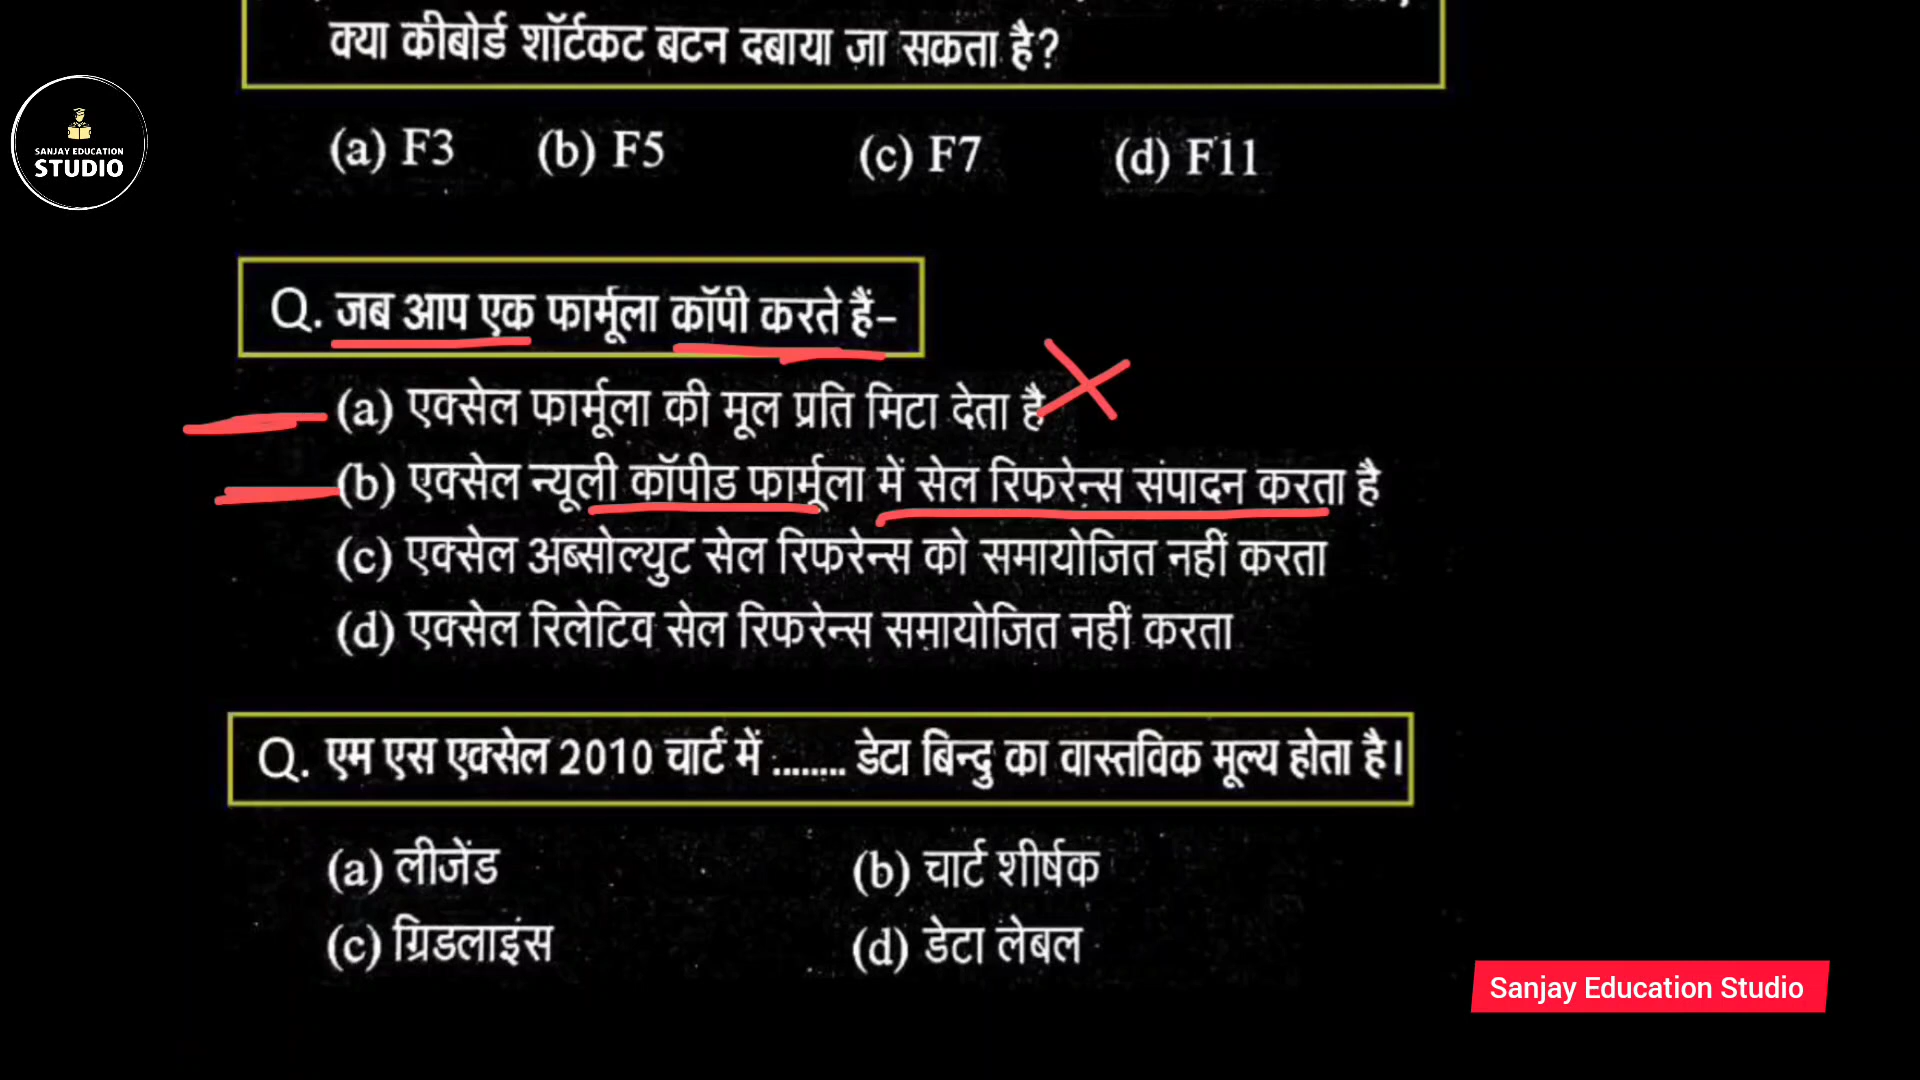 क्या कीबोर्ड शॉर्टकट बटन दबाया जा सकता है?
SANJAY EDUCATION
STUDIO
(a) F3 (b) F5 (c) F7 (d) F11
Q. जब आप एक फार्मूला कॉपी करते हैं-
(a) एक्सेल फार्मूला की मूल प्रति मिटा देता है
(b) एक्सेल न्यूली कॉपीड फार्मूला में सेल रिफरेन्स संपादन करता है
(c) एक्सेल अब्सोल्युट सेल रिफरेन्स को समायोजित नहीं करता
(d) एक्सेल रिलेटिव सेल रिफरेन्स समायोजित नहीं करता
Q. एम एस एक्सेल 2010 चार्ट में ........ डेटा बिन्दु का वास्तविक मूल्य होता है।
(a) लीजेंड (b) चार्ट शीर्षक
(c) ग्रिडलाइंस (d) डेटा लेबल
Sanjay Education Studio